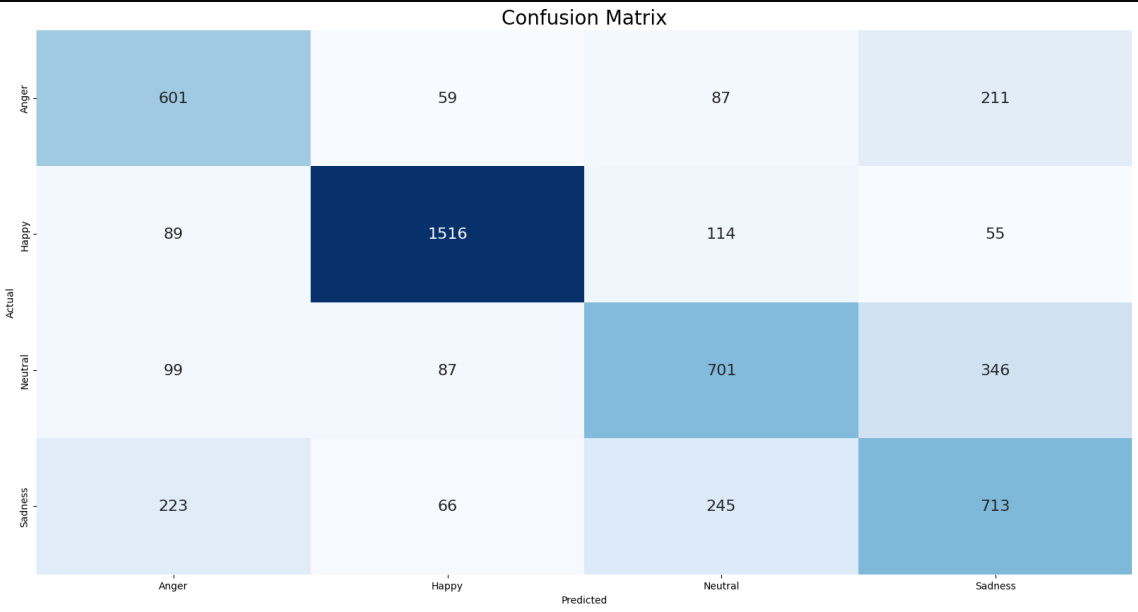 Confusion Matrix
Anger
601 59 87 211
Happy
89 1516 114 55
Actual
Neutral
99 87 701 346
Sadness
223 66 245 713
Anger Happy Neutral Sadness
Predicted